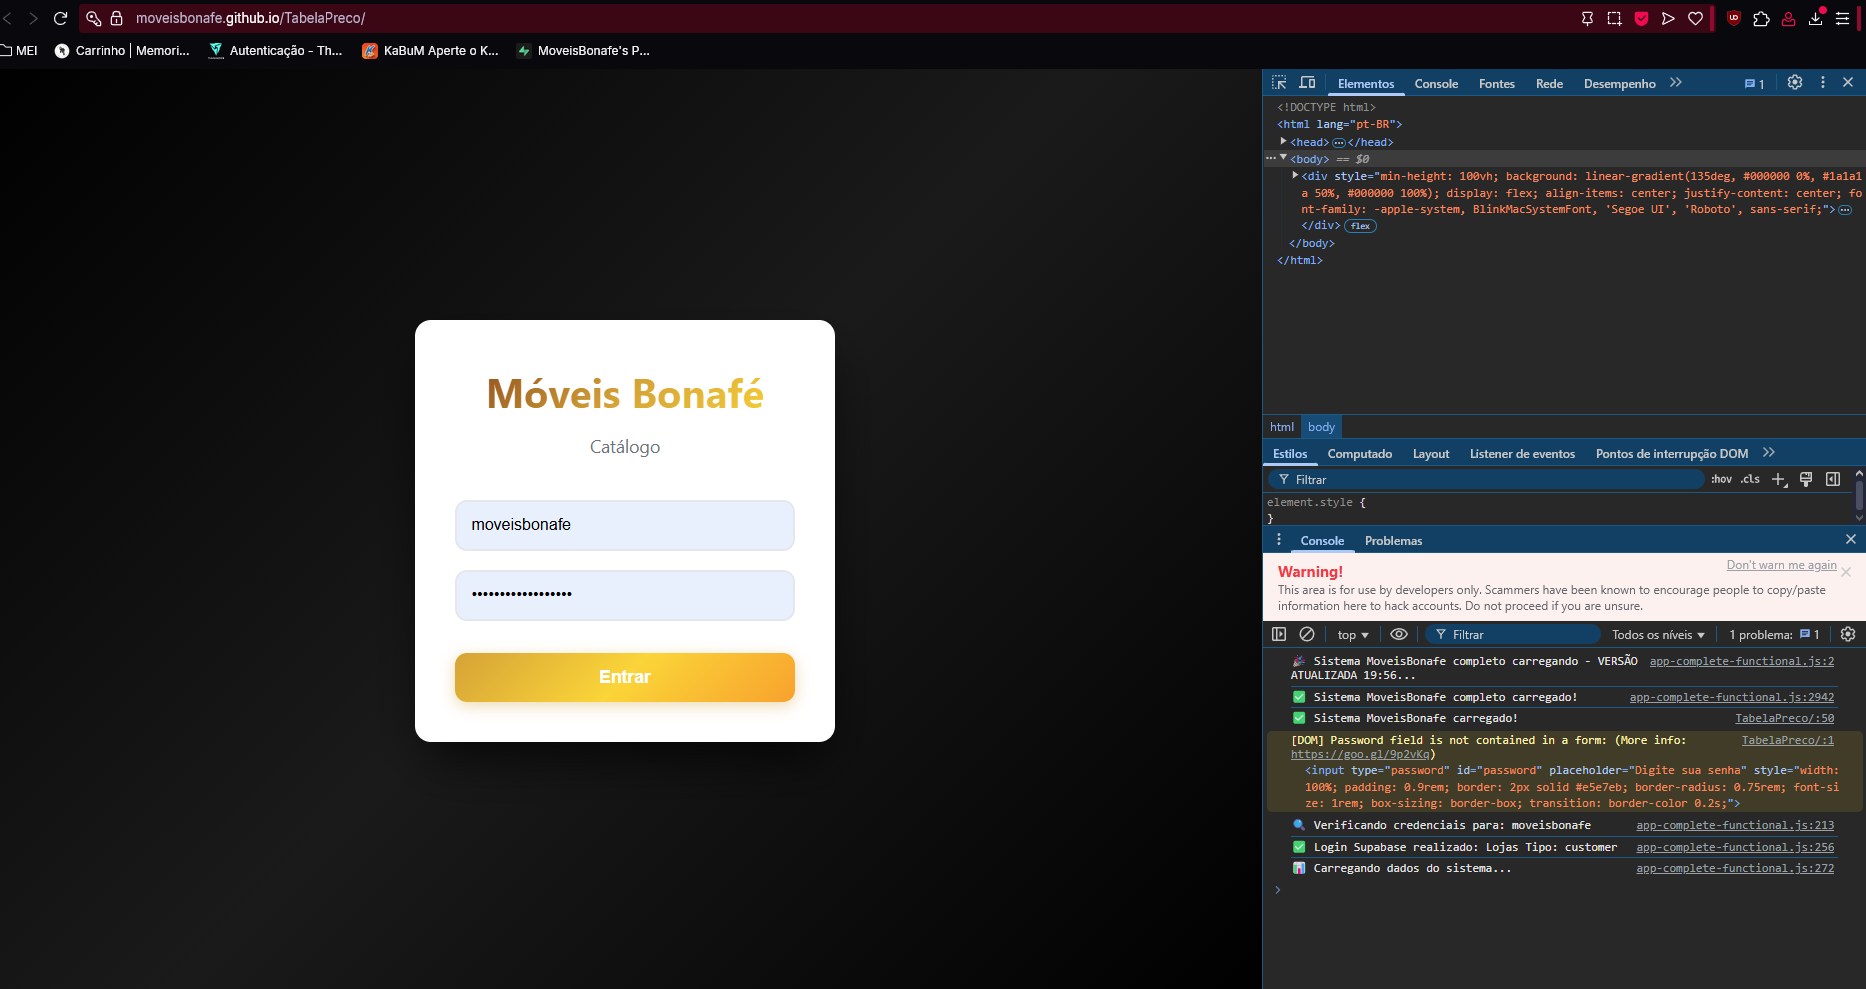 moveisbonafe.github.io/TabelaPreco/
MEI
Carrinho | Memori...
Autenticação - Th...
KaBuM Aperte o K...
MoveisBonafe's P...
Móveis Bonafé
Catálogo
moveisbonafe
••••••••••••••••••
Entrar
Elementos Console Fontes Rede Desempenho 1
<!DOCTYPE html>
<html lang="pt-BR">
<head> ··· </head>
··· <body> == $0
<div style="min-height: 100vh; background: linear-gradient(135deg, #000000 0%, #1a1a1
a 50%, #000000 100%); display: flex; align-items: center; justify-content: center; fo
nt-family: -apple-system, BlinkMacSystemFont, 'Segoe UI', 'Roboto', sans-serif;"> ···
</div> flex
</body>
</html>
html body
Estilos Computado Layout Listener de eventos Pontos de interrupção DOM
Filtrar :hov .cls
element.style {
}
Console Problemas
Warning! Don't warn me again
This area is for use by developers only. Scammers have been known to encourage people to copy/paste
information here to hack accounts. Do not proceed if you are unsure.
top Filtrar Todos os níveis 1 problema: 1
Sistema MoveisBonafe completo carregando - VERSÃO app-complete-functional.js:2
ATUALIZADA 19:56...
Sistema MoveisBonafe completo carregado! app-complete-functional.js:2942
Sistema MoveisBonafe carregado! TabelaPreco/:50
[DOM] Password field is not contained in a form: (More info: TabelaPreco/:1
https://goo.gl/9p2vKq)
<input type="password" id="password" placeholder="Digite sua senha" style="width:
100%; padding: 0.9rem; border: 2px solid #e5e7eb; border-radius: 0.75rem; font-si
ze: 1rem; box-sizing: border-box; transition: border-color 0.2s;">
Verificando credenciais para: moveisbonafe app-complete-functional.js:213
Login Supabase realizado: Lojas Tipo: customer app-complete-functional.js:256
Carregando dados do sistema... app-complete-functional.js:272